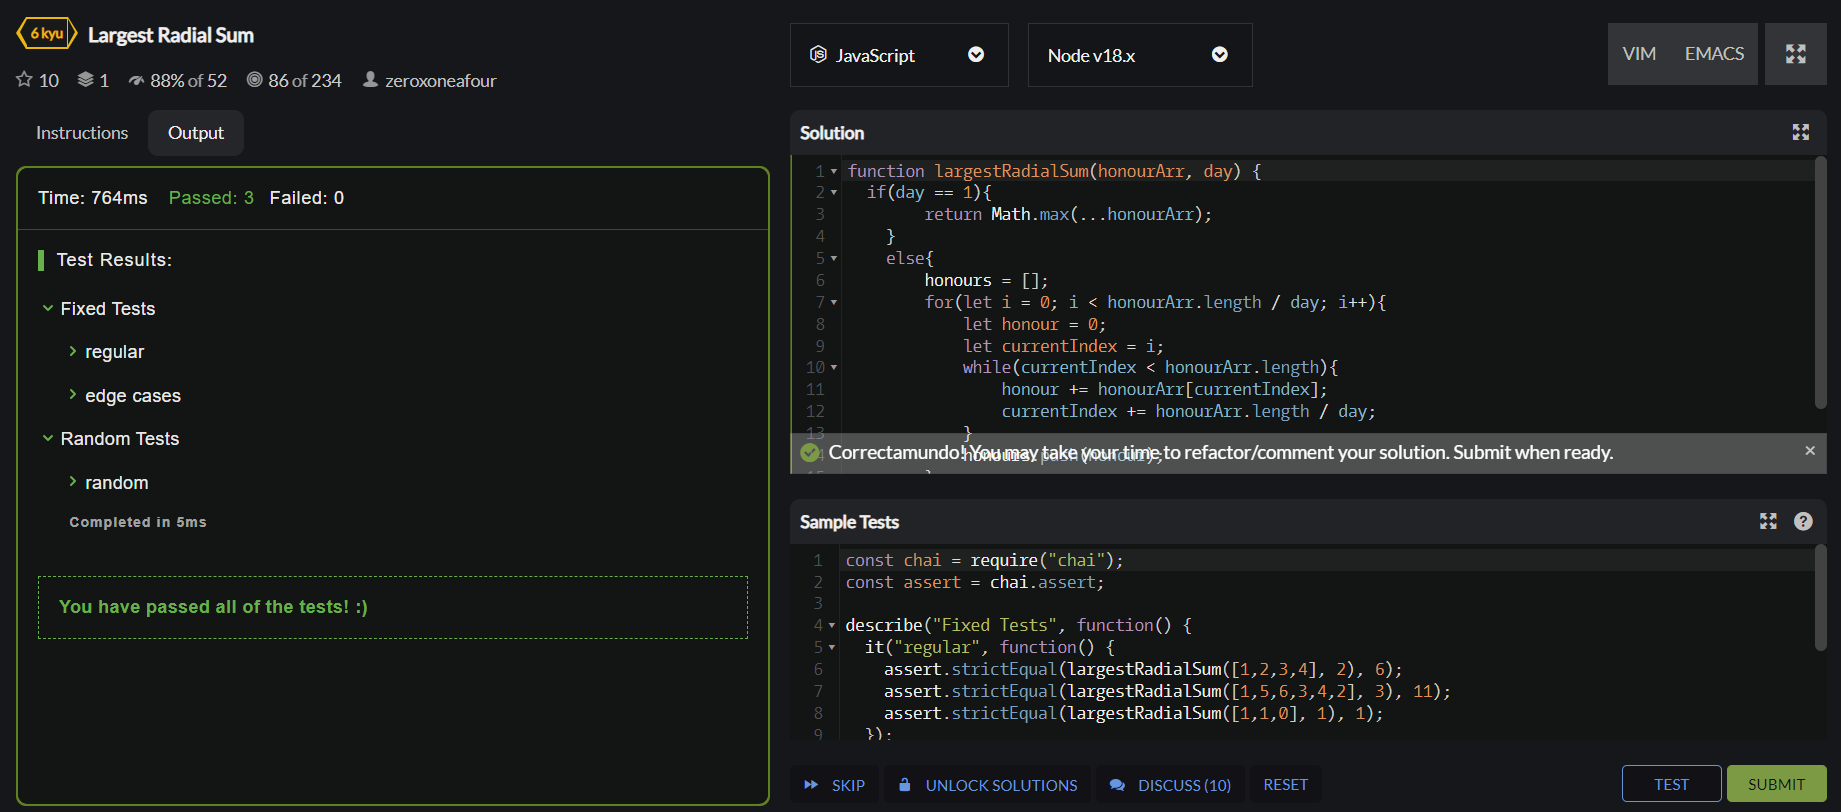 6 kyu Largest Radial Sum
10 1 88% of 52 86 of 234 zeroxoneafour
Instructions Output
Time: 764ms Passed: 3 Failed: 0
Test Results:
Fixed Tests
regular
edge cases
Random Tests
random
Completed in 5ms
You have passed all of the tests! :)
JavaScript Node v18.x VIM EMACS
Solution
1 function largestRadialSum(honourArr, day) {
2 if(day == 1){
3 return Math.max(...honourArr);
4 }
5 else{
6 honours = [];
7 for(let i = 0; i < honourArr.length / day; i++){
8 let honour = 0;
9 let currentIndex = i;
10 while(currentIndex < honourArr.length){
11 honour += honourArr[currentIndex];
12 currentIndex += honourArr.length / day;
13 }
honours.push(honour);
Correctamundo! You may take your time to refactor/comment your solution. Submit when ready. ×
Sample Tests ?
1 const chai = require("chai");
2 const assert = chai.assert;
3
4 describe("Fixed Tests", function() {
5 it("regular", function() {
6 assert.strictEqual(largestRadialSum([1,2,3,4], 2), 6);
7 assert.strictEqual(largestRadialSum([1,5,6,3,4,2], 3), 11);
8 assert.strictEqual(largestRadialSum([1,1,0], 1), 1);
9 });
SKIP UNLOCK SOLUTIONS DISCUSS (10) RESET TEST SUBMIT